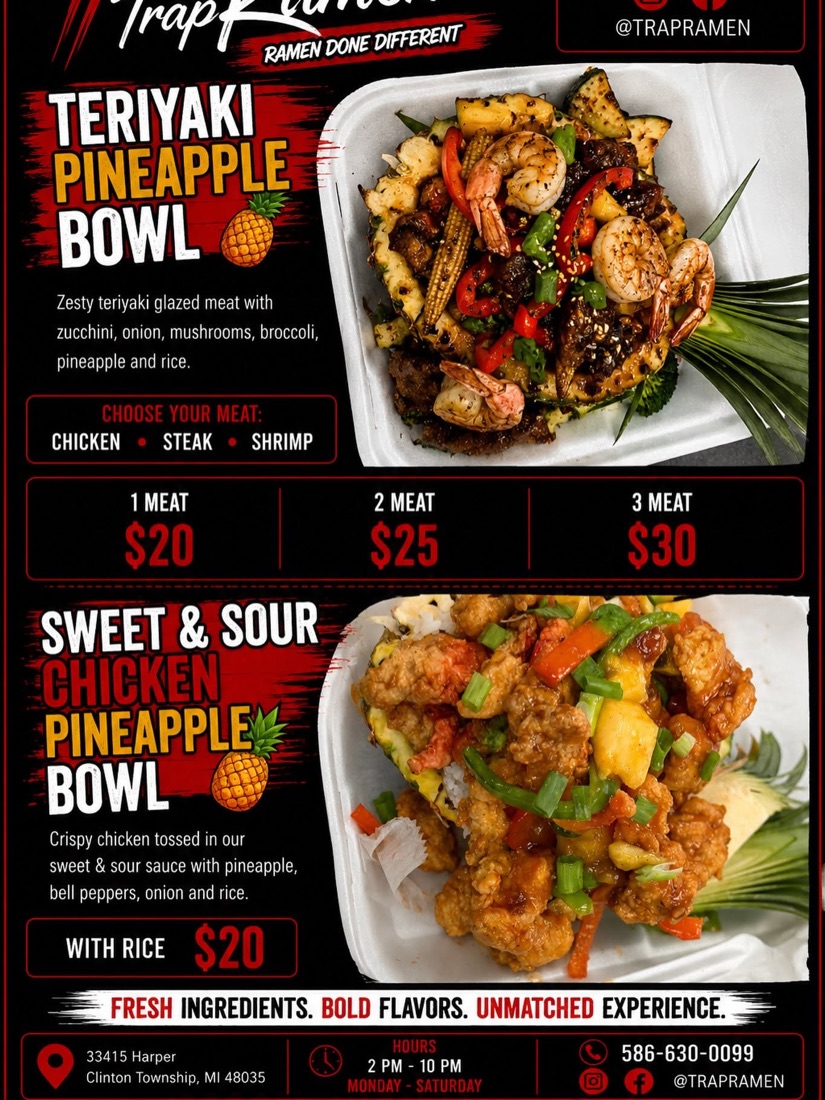 Trap Ramen
RAMEN DONE DIFFERENT
@TRAPRAMEN
TERIYAKI
PINEAPPLE
BOWL
Zesty teriyaki glazed meat with
zucchini, onion, mushrooms, broccoli,
pineapple and rice.
CHOOSE YOUR MEAT:
CHICKEN • STEAK • SHRIMP
1 MEAT
$20
2 MEAT
$25
3 MEAT
$30
SWEET & SOUR
CHICKEN
PINEAPPLE
BOWL
Crispy chicken tossed in our
sweet & sour sauce with pineapple,
bell peppers, onion and rice.
WITH RICE $20
FRESH INGREDIENTS. BOLD FLAVORS. UNMATCHED EXPERIENCE.
33415 Harper
Clinton Township, MI 48035
HOURS
2 PM - 10 PM
MONDAY - SATURDAY
586-630-0099
@TRAPRAMEN